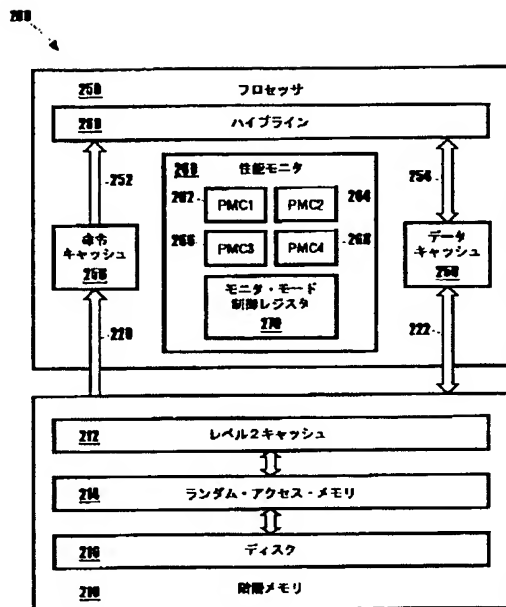 200
250 プロセッサ
280 パイプライン
252
254
260 性能モニタ
262 PMC1 PMC2 264
266 PMC3 PMC4 268
命令
キャッシュ
256
データ
キャッシュ
258
モニタ・モード
制御レジスタ
270
220
222
212 レベル2キャッシュ
214 ランダム・アクセス・メモリ
216 ディスク
210 階層メモリ